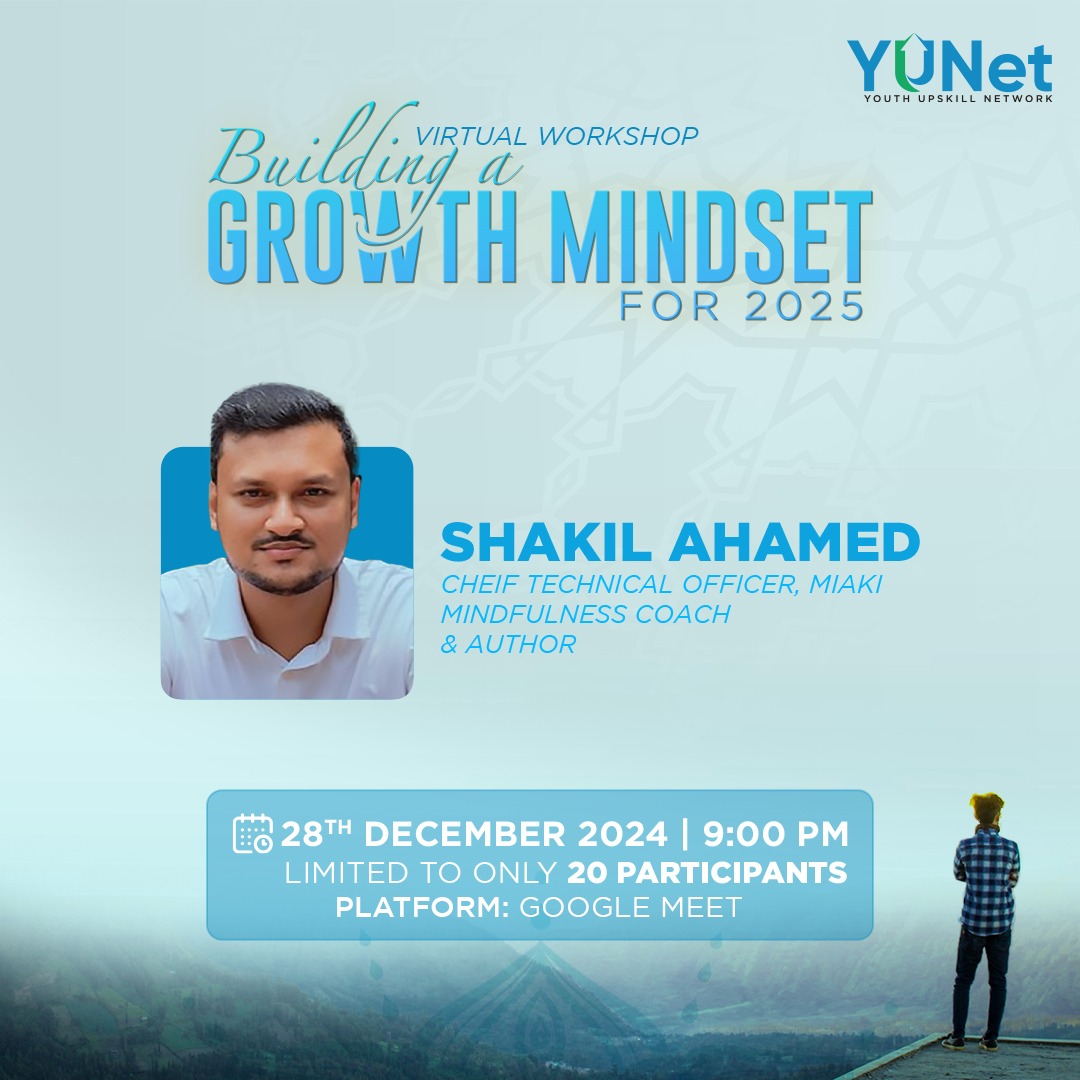 YUNet
YOUTH UPSKILL NETWORK
VIRTUAL WORKSHOP
Building a
GROWTH MINDSET
FOR 2025
SHAKIL AHAMED
CHEIF TECHNICAL OFFICER, MIAKI
MINDFULNESS COACH
& AUTHOR
28TH DECEMBER 2024 | 9:00 PM
LIMITED TO ONLY 20 PARTICIPANTS
PLATFORM: GOOGLE MEET